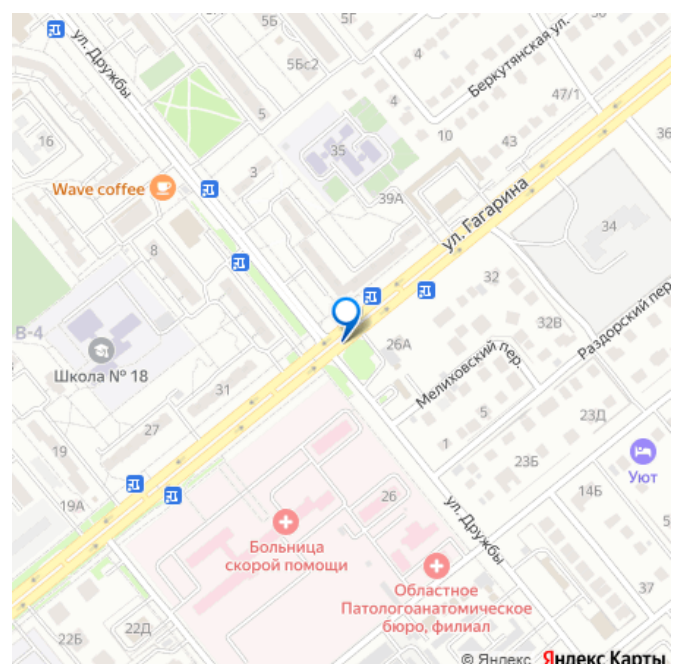 5Б
5Г
ул. Дружбы
5Бс2
4
Беркутянская ул.
50
47/1
5
4
16
10
43
36
3
35
Wave coffee
39А
ул. Гагарина
34
8
32
В-4
32В
Раздорский пер.
26А
Школа № 18
Мелиховский пер.
31
5
23Д
27
1
19
23Б
Уют
19А
26
14Б
5
ул. Дружбы
Больница
скорой помощи
Областное
Патологоанатомическое
бюро, филиал
37
22Б
22Д
© Яндекс Яндекс Карты